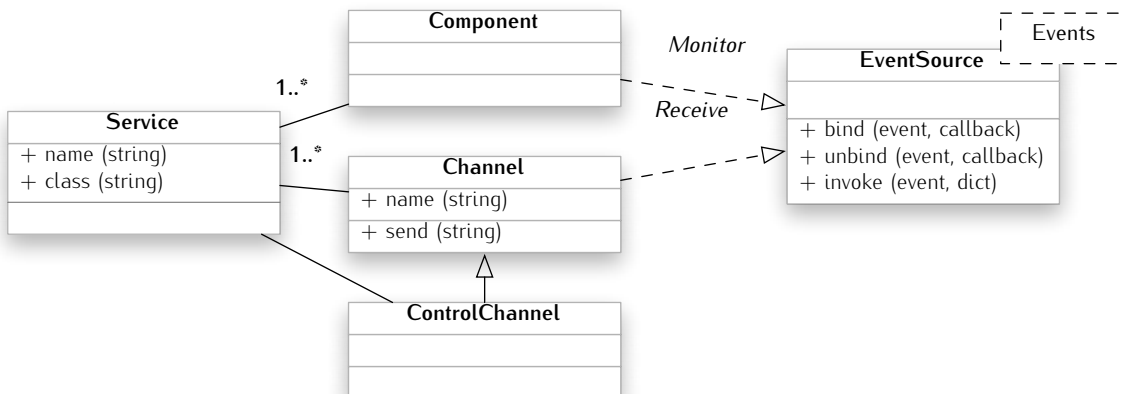 Component
Monitor
Events
EventSource
1..*
Receive
Service
+ bind (event, callback)
+ unbind (event, callback)
+ invoke (event, dict)
+ name (string)
+ class (string)
1..*
Channel
+ name (string)
+ send (string)
ControlChannel